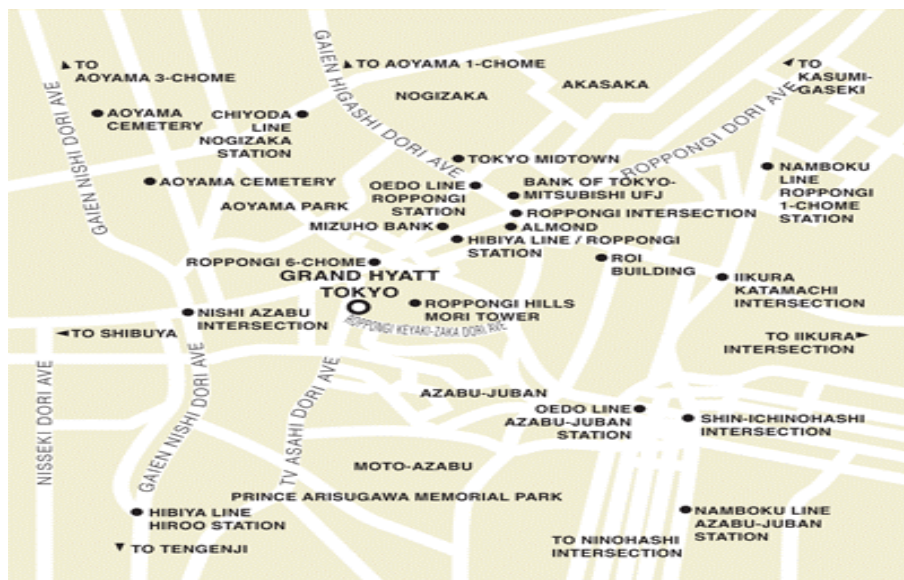 TO
AOYAMA 3-CHOME
GAIEN HIGASHI DORI AVE
TO AOYAMA 1-CHOME
NOGIZAKA
AKASAKA
TO
KASUMI-
GASEKI
GAIEN NISHI DORI AVE
AOYAMA
CEMETERY
CHIYODA
LINE
NOGIZAKA
STATION
ROPPONGI DORI AVE
TOKYO MIDTOWN
AOYAMA CEMETERY
OEDO LINE
ROPPONGI
STATION
BANK OF TOKYO-
MITSUBISHI UFJ
NAMBOKU
LINE
ROPPONGI
1-CHOME
STATION
AOYAMA PARK
ROPPONGI INTERSECTION
MIZUHO BANK
ALMOND
HIBIYA LINE / ROPPONGI
STATION
ROPPONGI 6-CHOME
ROI
BUILDING
GRAND HYATT
TOKYO
IIKURA
KATAMACHI
INTERSECTION
ROPPONGI HILLS
MORI TOWER
NISHI AZABU
INTERSECTION
ROPPONGI KEYAKI-ZAKA DORI AVE
TO SHIBUYA
TO IIKURA
INTERSECTION
NISSEKI DORI AVE
GAIEN NISHI DORI AVE
TV ASAHI DORI AVE
AZABU-JUBAN
OEDO LINE
AZABU-JUBAN
STATION
SHIN-ICHINOHASHI
INTERSECTION
MOTO-AZABU
PRINCE ARISUGAWA MEMORIAL PARK
HIBIYA LINE
HIROO STATION
NAMBOKU LINE
AZABU-JUBAN
STATION
TO TENGENJI
TO NINOHASHI
INTERSECTION